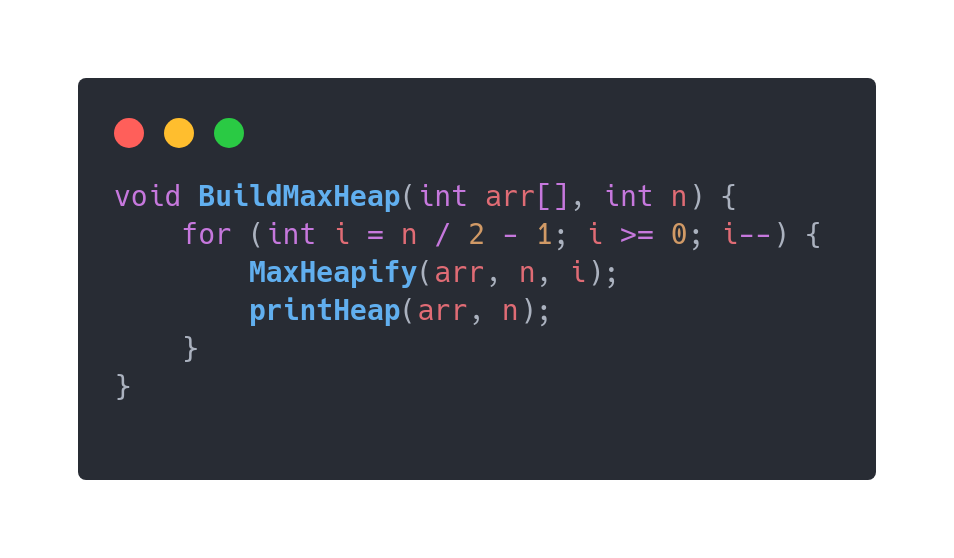 void BuildMaxHeap(int arr[], int n) {
    for (int i = n / 2 - 1; i >= 0; i--) {
        MaxHeapify(arr, n, i);
        printHeap(arr, n);
    }
}